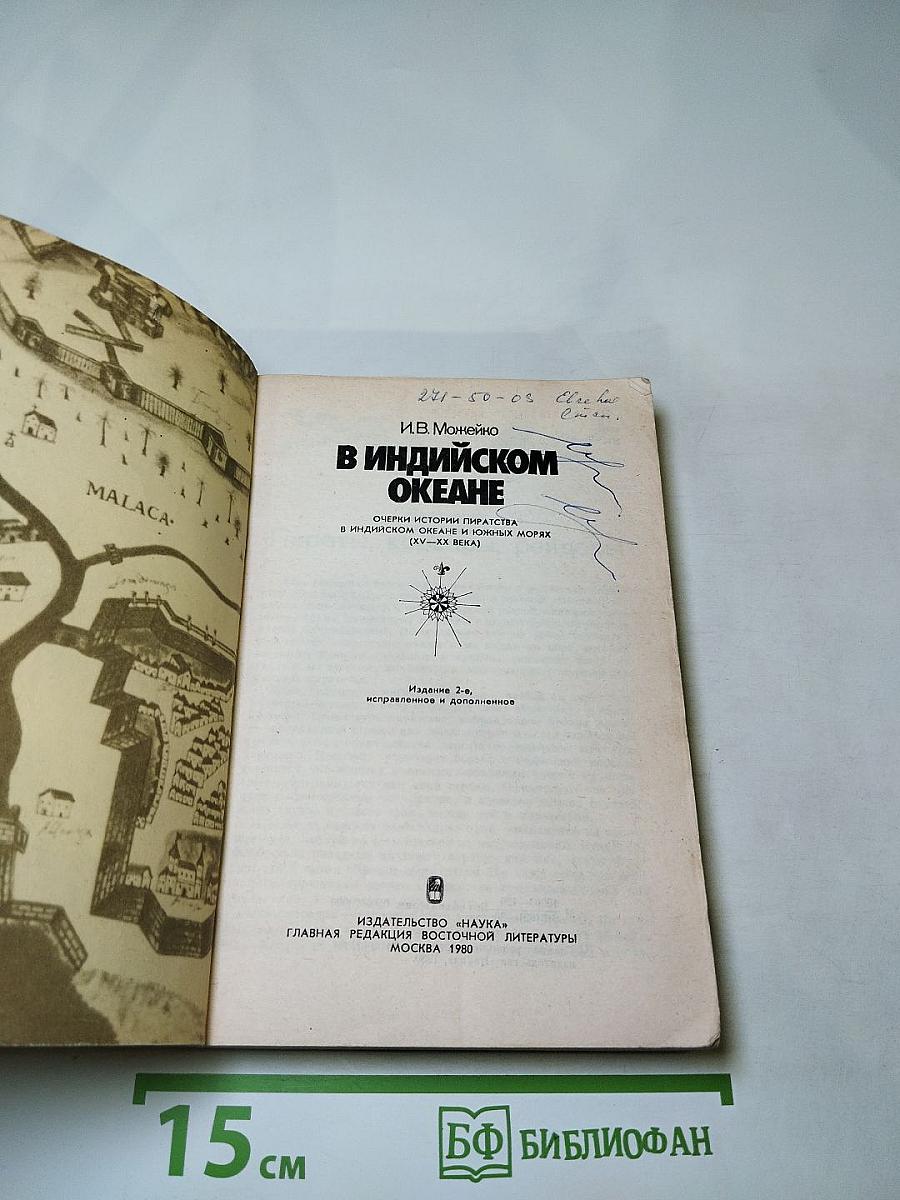 271-50-03
И.В. Можейко
В ИНДИЙСКОМ
ОКЕАНЕ
ОЧЕРКИ ИСТОРИИ ПИРАТСТВА
В ИНДИЙСКОМ ОКЕАНЕ И ЮЖНЫХ МОРЯХ
(XV—XX ВЕКА)
MALACA.
Издание 2-е,
исправленное и дополненное
ИЗДАТЕЛЬСТВО «НАУКА»
ГЛАВНАЯ РЕДАКЦИЯ ВОСТОЧНОЙ ЛИТЕРАТУРЫ
МОСКВА 1980
15 см
БФ БИБЛИОФАН